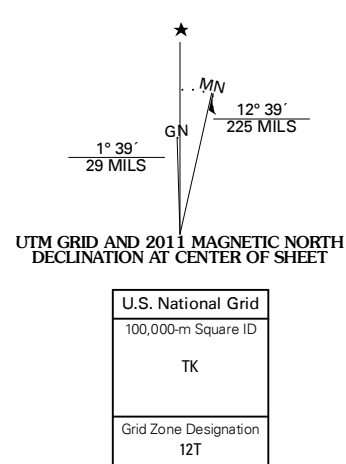 MN
12° 39´
225 MILS
GN
1° 39´
29 MILS
UTM GRID AND 2011 MAGNETIC NORTH
DECLINATION AT CENTER OF SHEET
U.S. National Grid
100,000-m Square ID
TK
Grid Zone Designation
12T